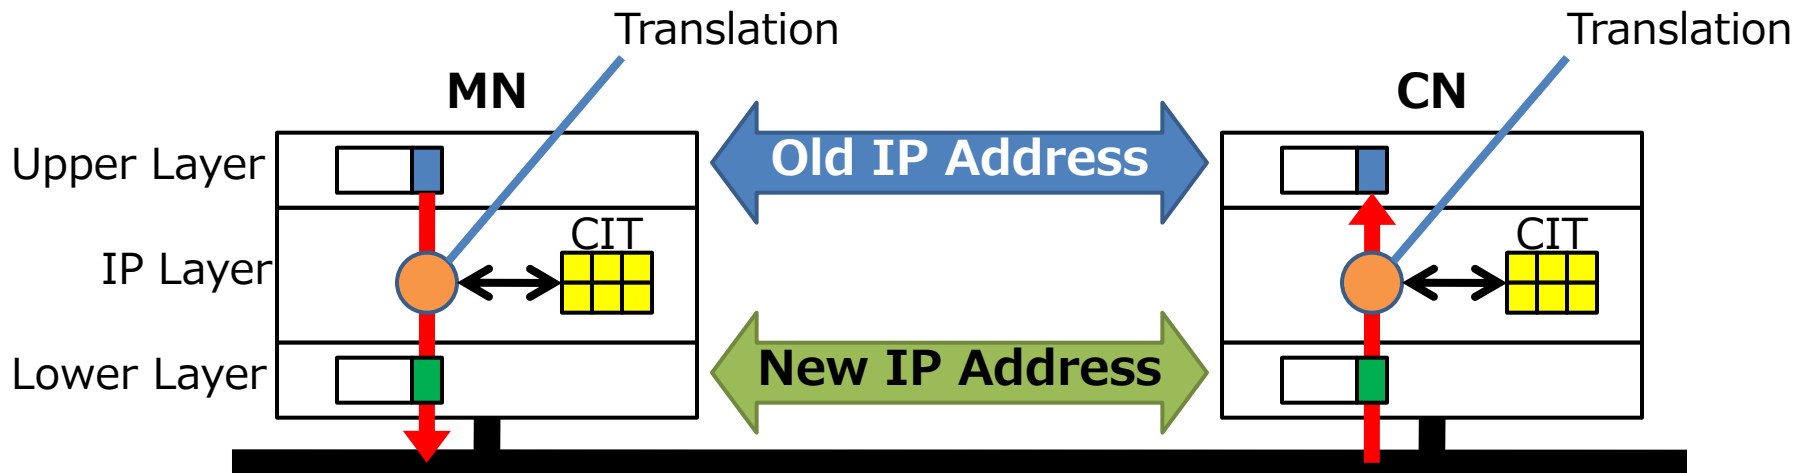 Translation
Translation
MN
CN
Upper Layer
Old IP Address
CIT
CIT
IP Layer
New IP Address
Lower Layer